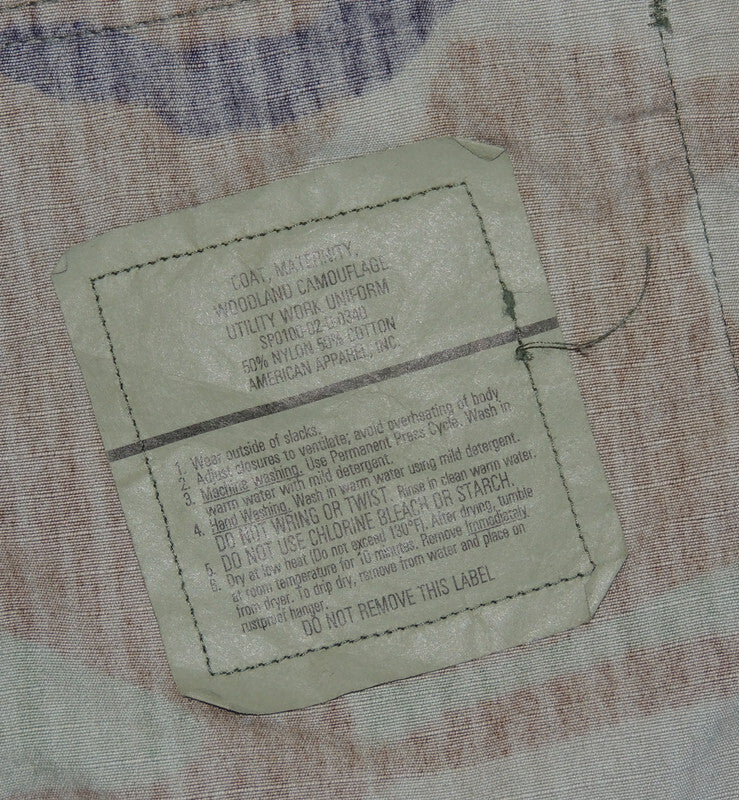 COAT, MATERNITY,
WOODLAND CAMOUFLAGE
UTILITY WORK UNIFORM
SP0100-02-D-0340
50% NYLON 50% COTTON
AMERICAN APPAREL, INC.
1. Wear outside of slacks.
2. Adjust closures to ventilate; avoid overheating of body
3. Machine washing. Use Permanent Press Cycle. Wash in
warm water with mild detergent.
4. Hand Washing. Wash in warm water using mild detergent.
DO NOT WRING OR TWIST. Rinse in clean warm water.
5. DO NOT USE CHLORINE BLEACH OR STARCH.
6. Dry at low heat (Do not exceed 130°F). After drying, tumble
at room temperature for 10 minutes. Remove immediately
from dryer. To drip dry, remove from water and place on
rustproof hanger.
DO NOT REMOVE THIS LABEL